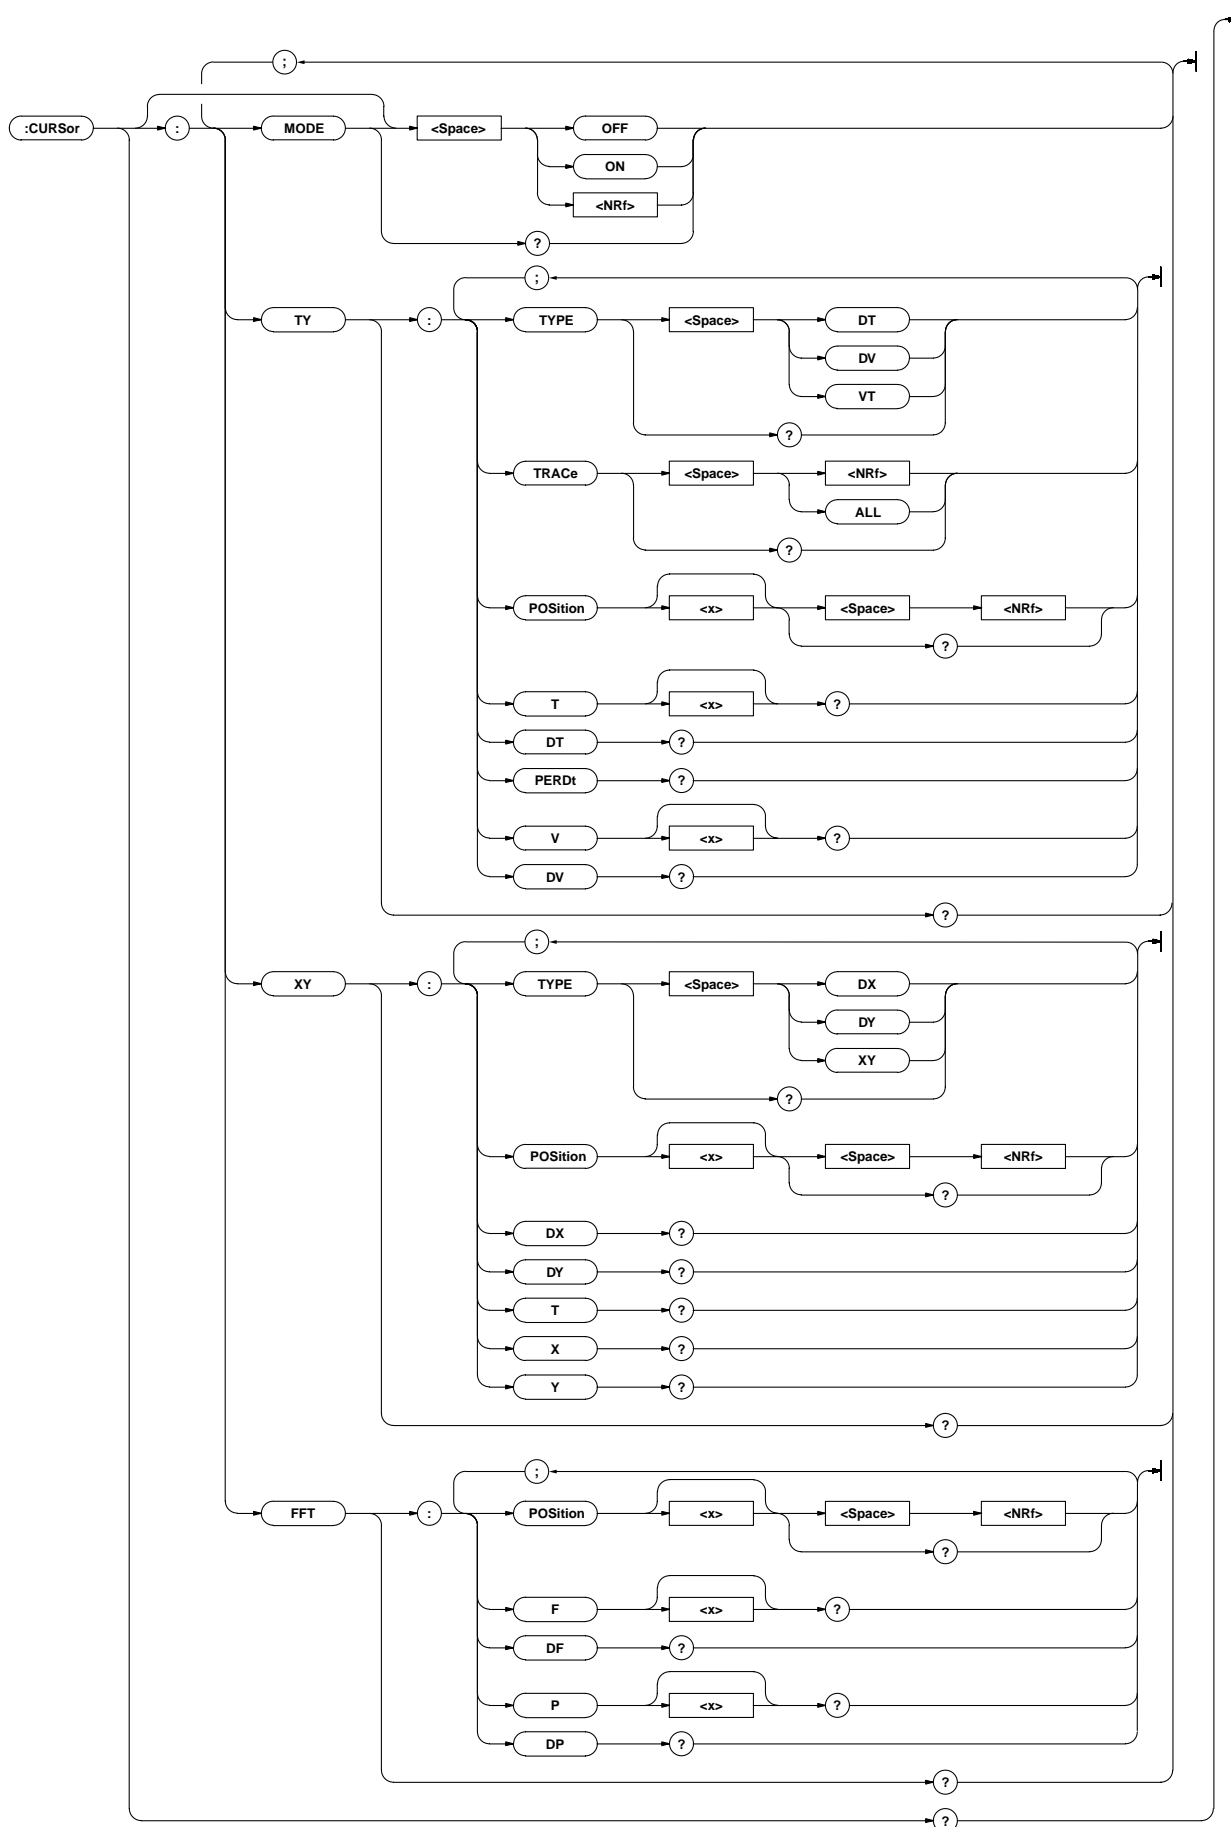 ;
:CURSor : MODE <Space> OFF
ON
<NRf>
?
;
TY : TYPE <Space> DT
DV
VT
?
TRACe <Space> <NRf>
ALL
?
POSition <x> <Space> <NRf>
?
T <x> ?
DT ?
PERDt ?
V <x> ?
DV ?
?
;
XY : TYPE <Space> DX
DY
XY
?
POSition <x> <Space> <NRf>
?
DX ?
DY ?
T ?
X ?
Y ?
?
;
FFT : POSition <x> <Space> <NRf>
?
F <x> ?
DF ?
P <x> ?
DP ?
?
?